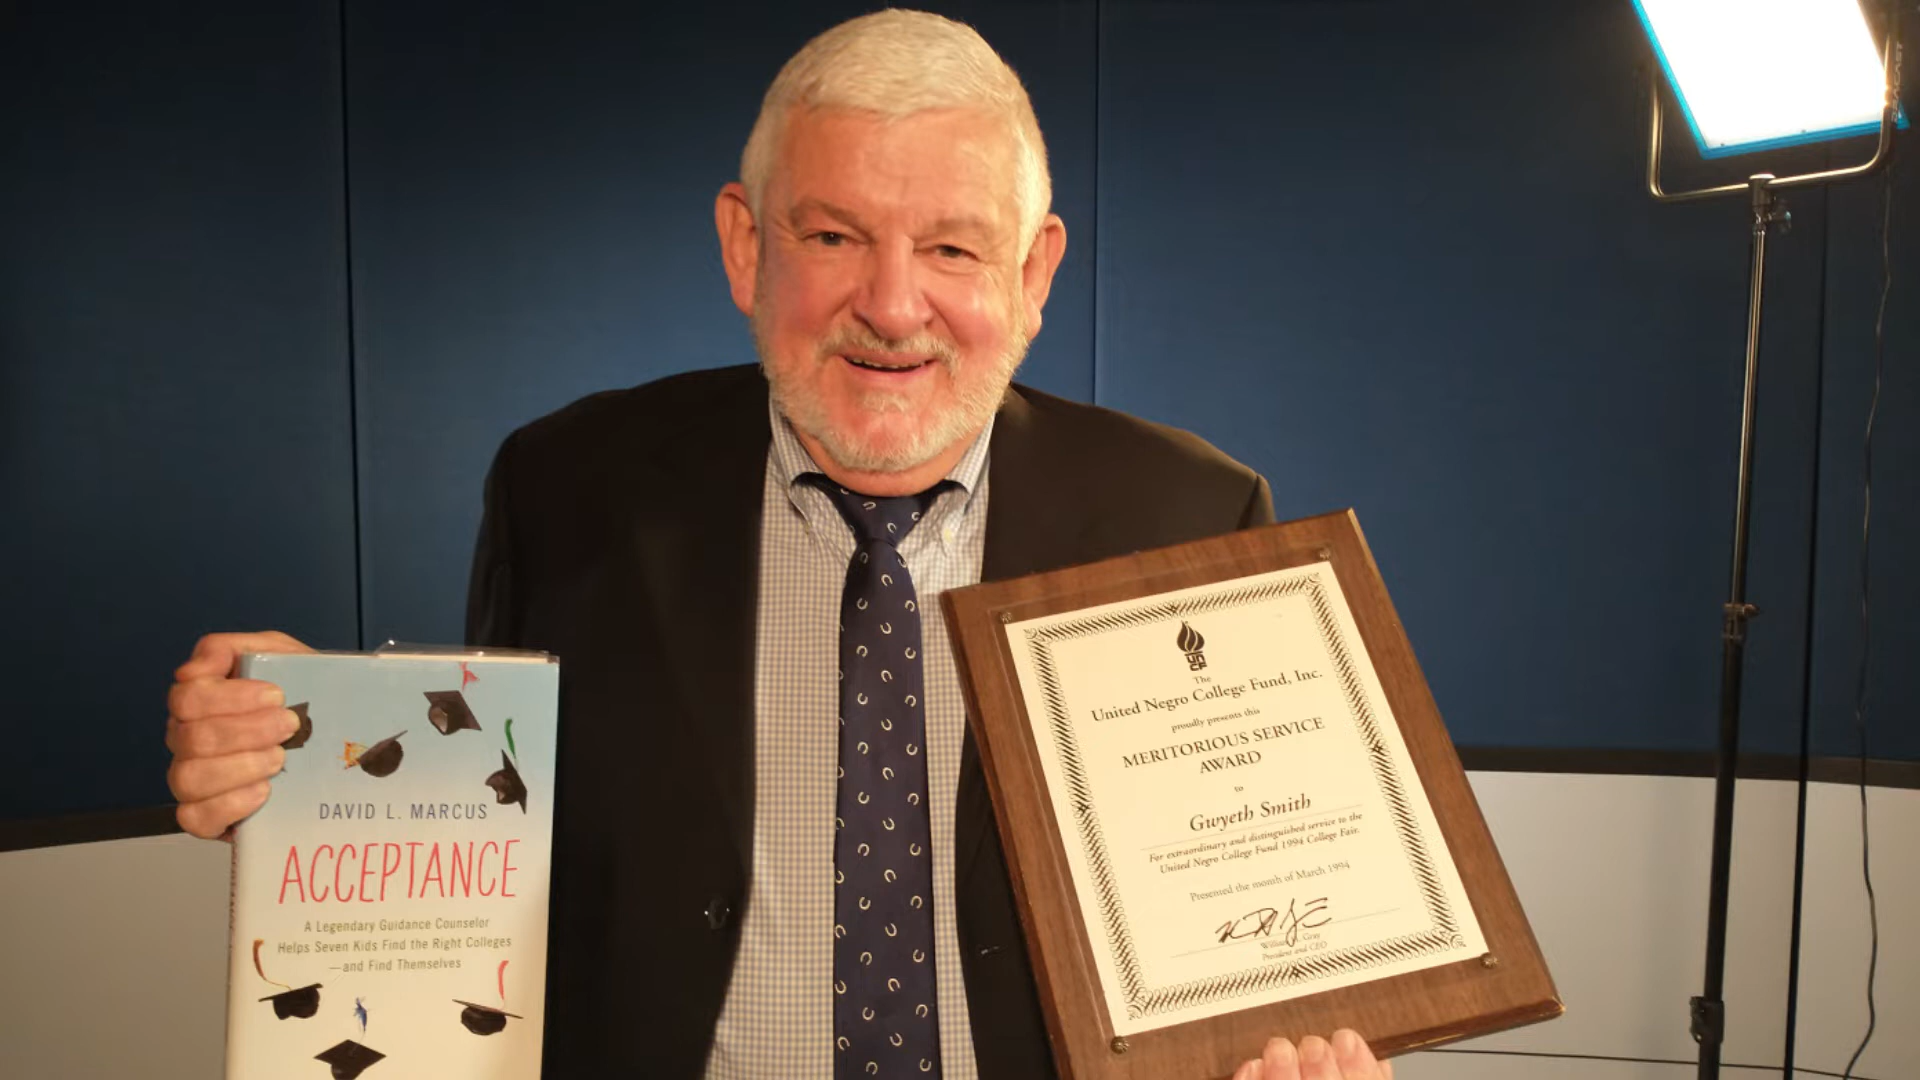 DAVID L. MARCUS
ACCEPTANCE
A Legendary Guidance Counselor
Helps Seven Kids Find the Right Colleges
—and Find Themselves
UNCF
The
United Negro College Fund, Inc.
proudly presents this
MERITORIOUS SERVICE
AWARD
to
Gwyeth Smith
For extraordinary and distinguished service to the
United Negro College Fund 1994 College Fair.
Presented the month of March 1994
Gray
President and CEO